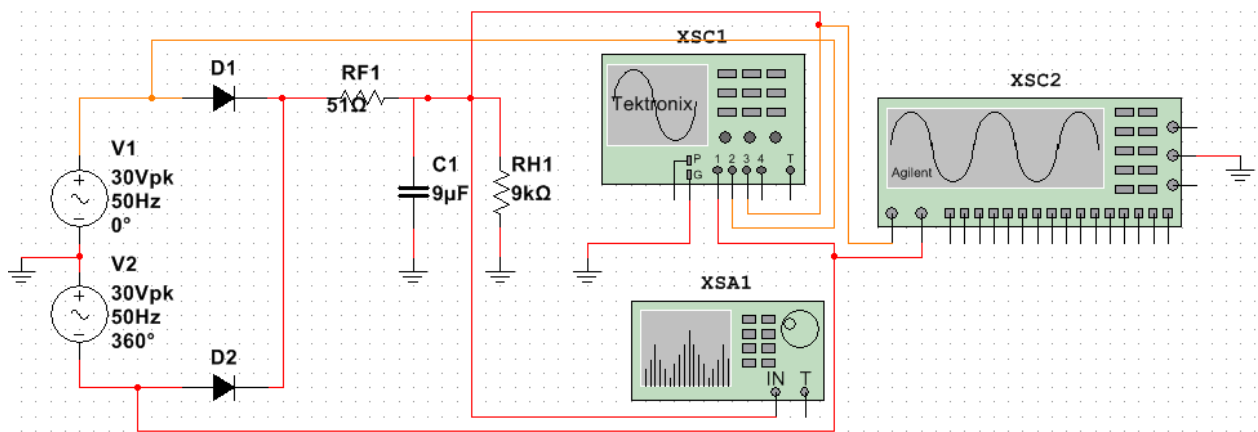 XSC1
D1
RF1
51Ω
Tektronix
P
G
1 2 3 4 T
XSC2
Agilent
V1
30Vpk
50Hz
0°
C1
9µF
RH1
9kΩ
V2
30Vpk
50Hz
360°
D2
XSA1
IN T